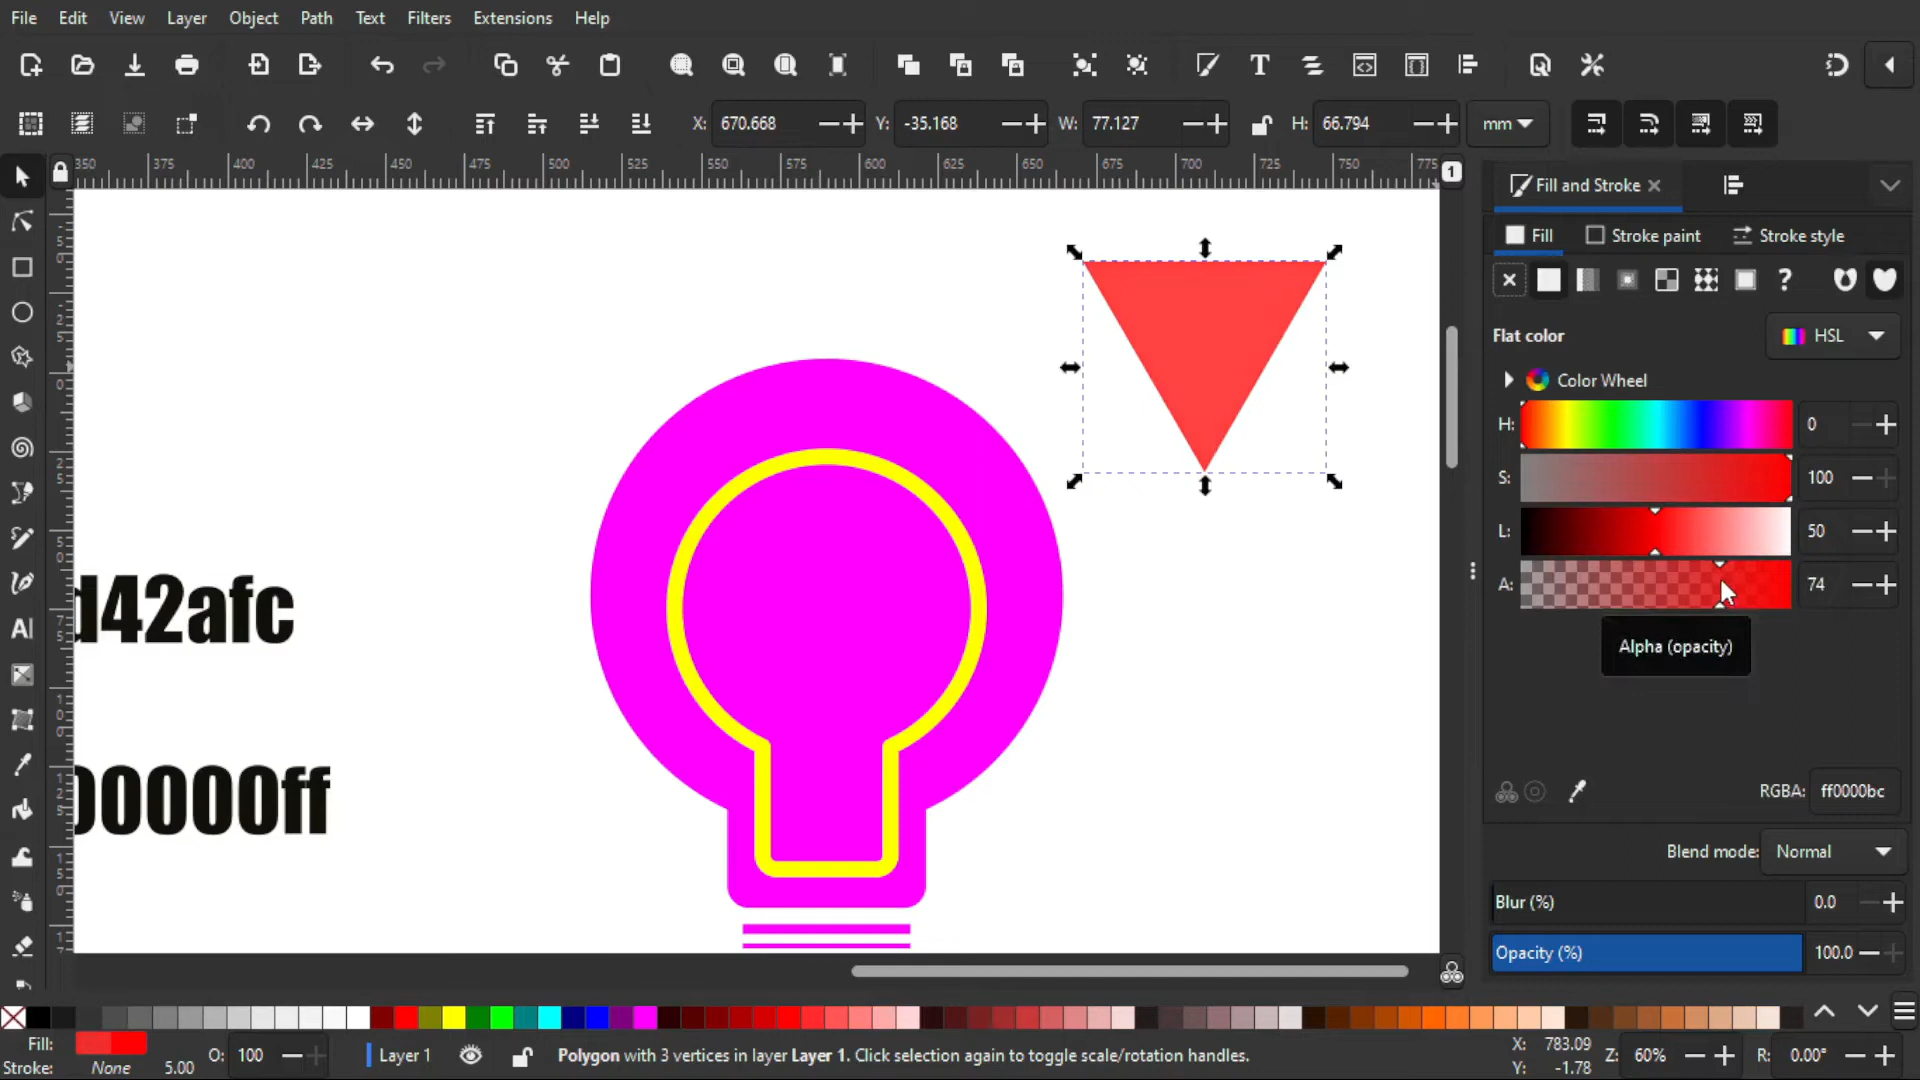 File Edit View Layer Object Path Text Filters Extensions Help
X: 670.668 Y: -35.168 W: 77.127 H: 66.794 mm
350 375 400 425 450 475 500 525 550 575 600 625 650 675 700 725 750 775
1
Fill and Stroke
Fill Stroke paint Stroke style
Flat color HSL
Color Wheel
H: 0
S: 100
L: 50
A: 74
Alpha (opacity)
d42afc
00000ff
RGBA: ff0000bc
Blend mode: Normal
Blur (%) 0.0
Opacity (%) 100.0
Fill: O: 100 Layer 1 Polygon with 3 vertices in layer Layer 1. Click selection again to toggle scale/rotation handles. X: 783.09 Z: 60% R: 0.00°
Stroke: None 5.00 Y: -1.78